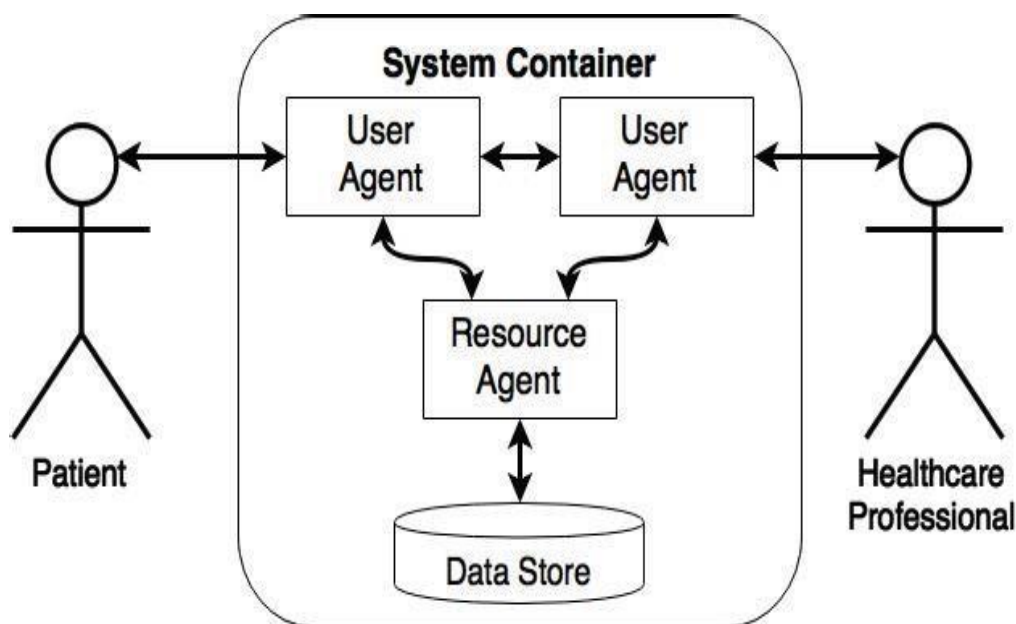 System Container
User
Agent
User
Agent
Resource
Agent
Patient
Healthcare
Professional
Data Store